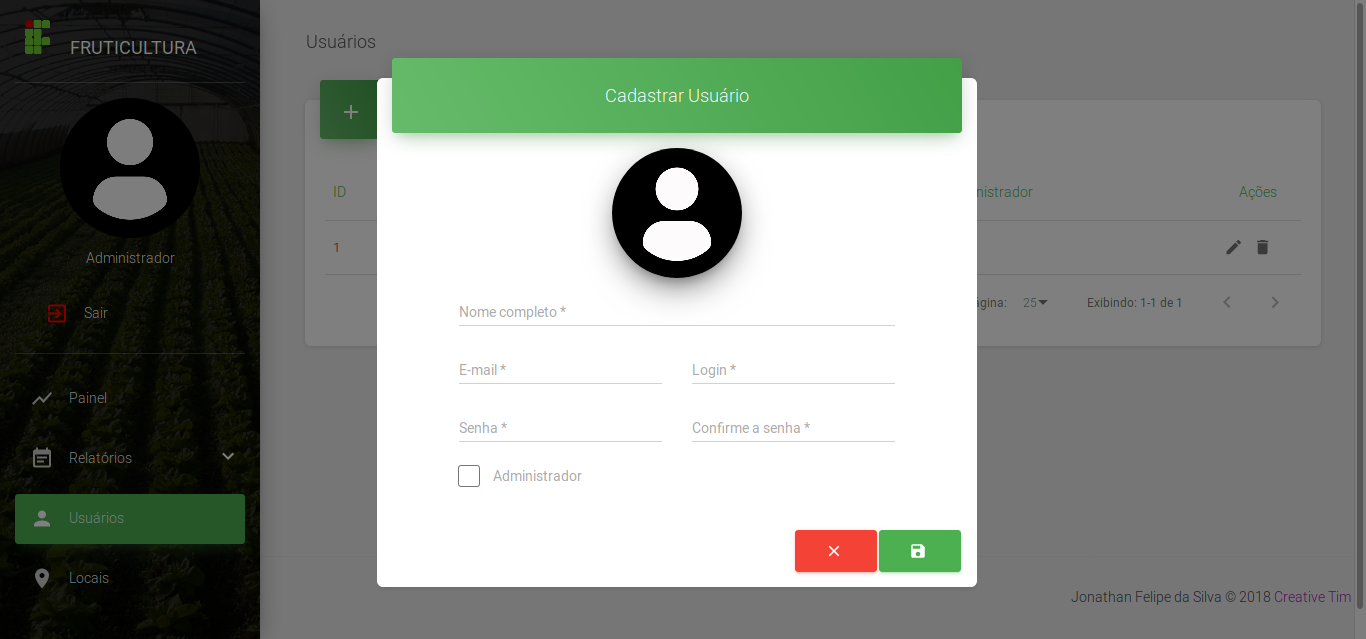 FRUTICULTURA
Administrador
Sair
Painel
Relatórios
Usuários
Locais
Usuários
ID
nistrador
Ações
1
ágina:
25
Exibindo: 1-1 de 1
Cadastrar Usuário
Nome completo *
E-mail *
Login *
Senha *
Confirme a senha *
Administrador
Jonathan Felipe da Silva © 2018 Creative Tim